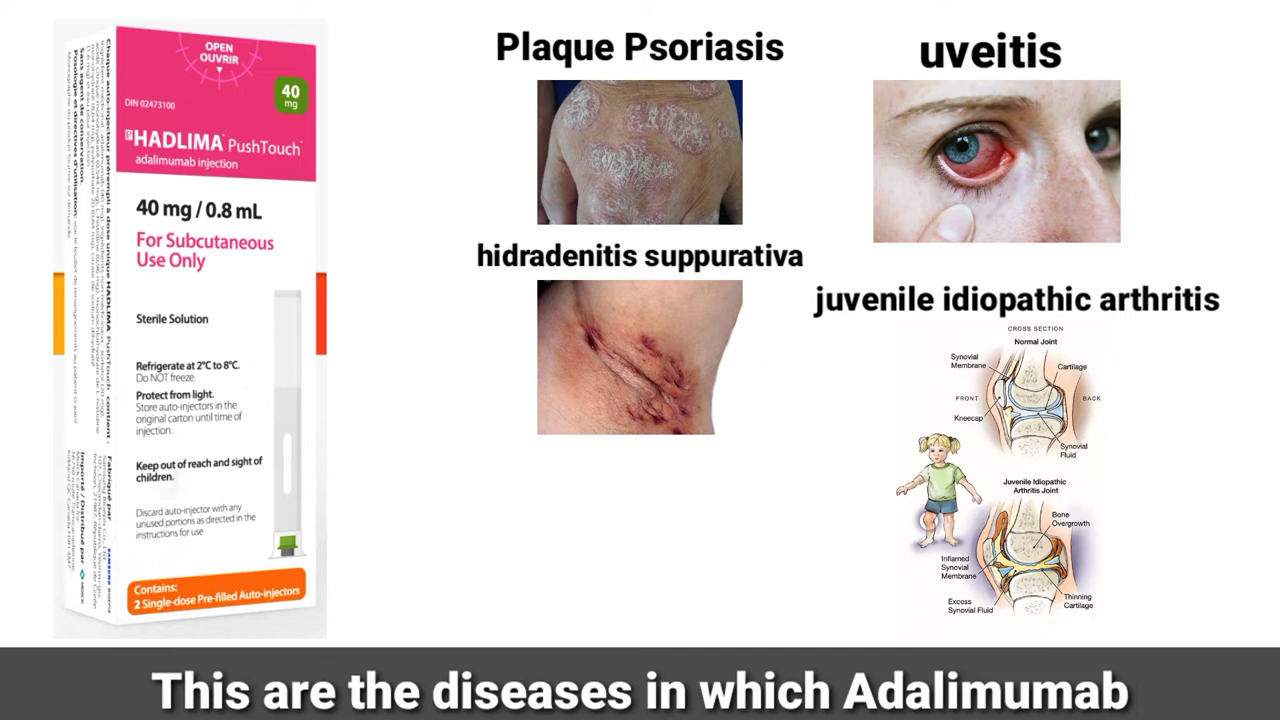 OPEN
OUVRIR
40
mg
DIN 02473100
HADLIMA PushTouch
adalimumab injection
40 mg / 0.8 mL
For Subcutaneous
Use Only
Sterile Solution
Refrigerate at 2°C to 8°C.
Do NOT freeze.
Protect from light.
Store auto-injectors in the
original carton until time of
injection.
Keep out of reach and sight of
children.
Discard auto-injector with any
unused portions as directed in the
instructions for use
Contains:
2 Single-dose Pre-filled Auto-injectors
Plaque Psoriasis
uveitis
hidradenitis suppurativa
juvenile idiopathic arthritis
CROSS SECTION
Normal Joint
Synovial
Membrane
Cartilage
FRONT
BACK
Kneecap
Synovial
Fluid
Juvenile Idiopathic
Arthritis Joint
Bone
Overgrowth
Inflamed
Synovial
Membrane
Excess
Synovial Fluid
Thinning
Cartilage
This are the diseases in which Adalimumab